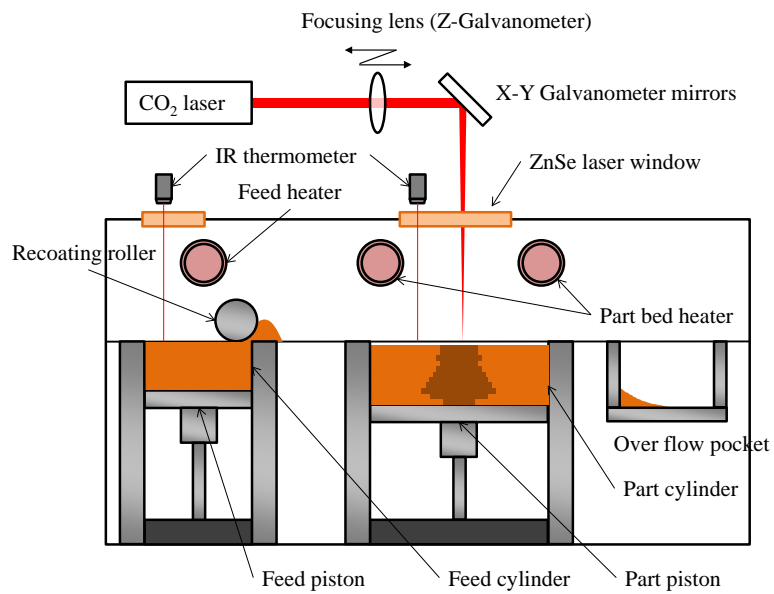 Focusing lens (Z-Galvanometer)
CO₂ laser
X-Y Galvanometer mirrors
IR thermometer
ZnSe laser window
Feed heater
Recoating roller
Part bed heater
Over flow pocket
Part cylinder
Feed piston
Feed cylinder
Part piston